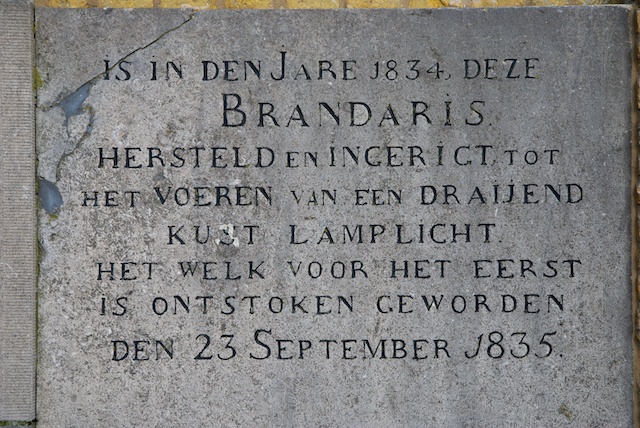 IS IN DEN JARE 1834, DEZE
BRANDARIS.
HERSTELD EN INGERIGT, TOT
HET VOEREN VAN EEN DRAIJEND
KUST LAMPLICHT.
HET WELK VOOR HET EERST
IS ONTSTOKEN GEWORDEN
DEN 23 SEPTEMBER 1835.